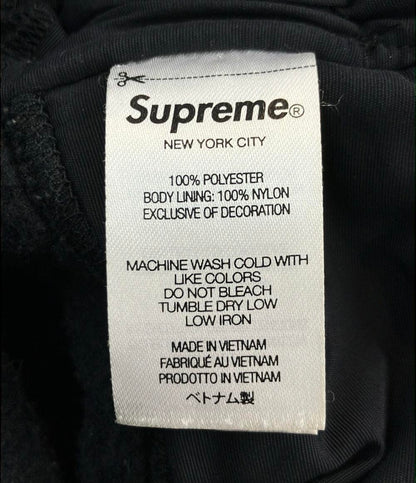 Supreme®
NEW YORK CITY
100% POLYESTER
BODY LINING: 100% NYLON
EXCLUSIVE OF DECORATION
MACHINE WASH COLD WITH
LIKE COLORS
DO NOT BLEACH
TUMBLE DRY LOW
LOW IRON
MADE IN VIETNAM
FABRIQUÉ AU VIETNAM
PRODOTTO IN VIETNAM
ベトナム製